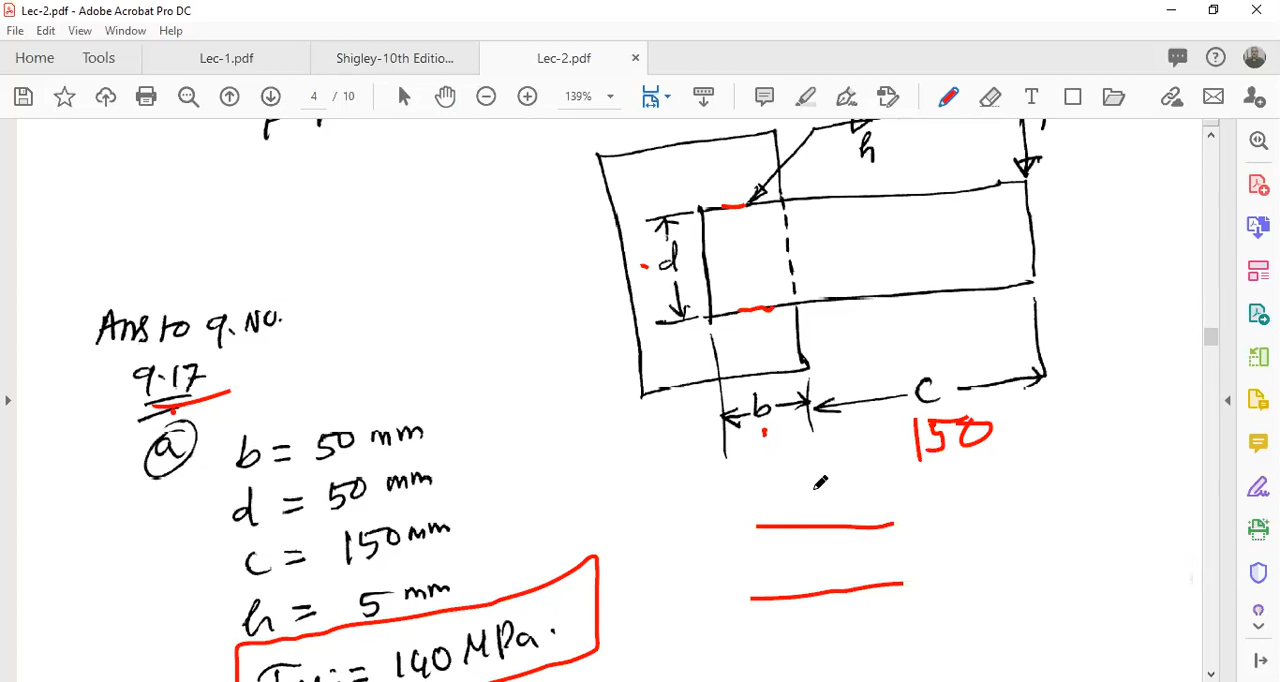 Lec-2.pdf - Adobe Acrobat Pro DC
File Edit View Window Help
Home Tools Lec-1.pdf Shigley-10th Editio... Lec-2.pdf
4 / 10 139%
h
d
Ans to q. No.
9.17
a
b = 50 mm
d = 50 mm
c = 150 mm
h = 5 mm
= 140 MPa.
b c
150